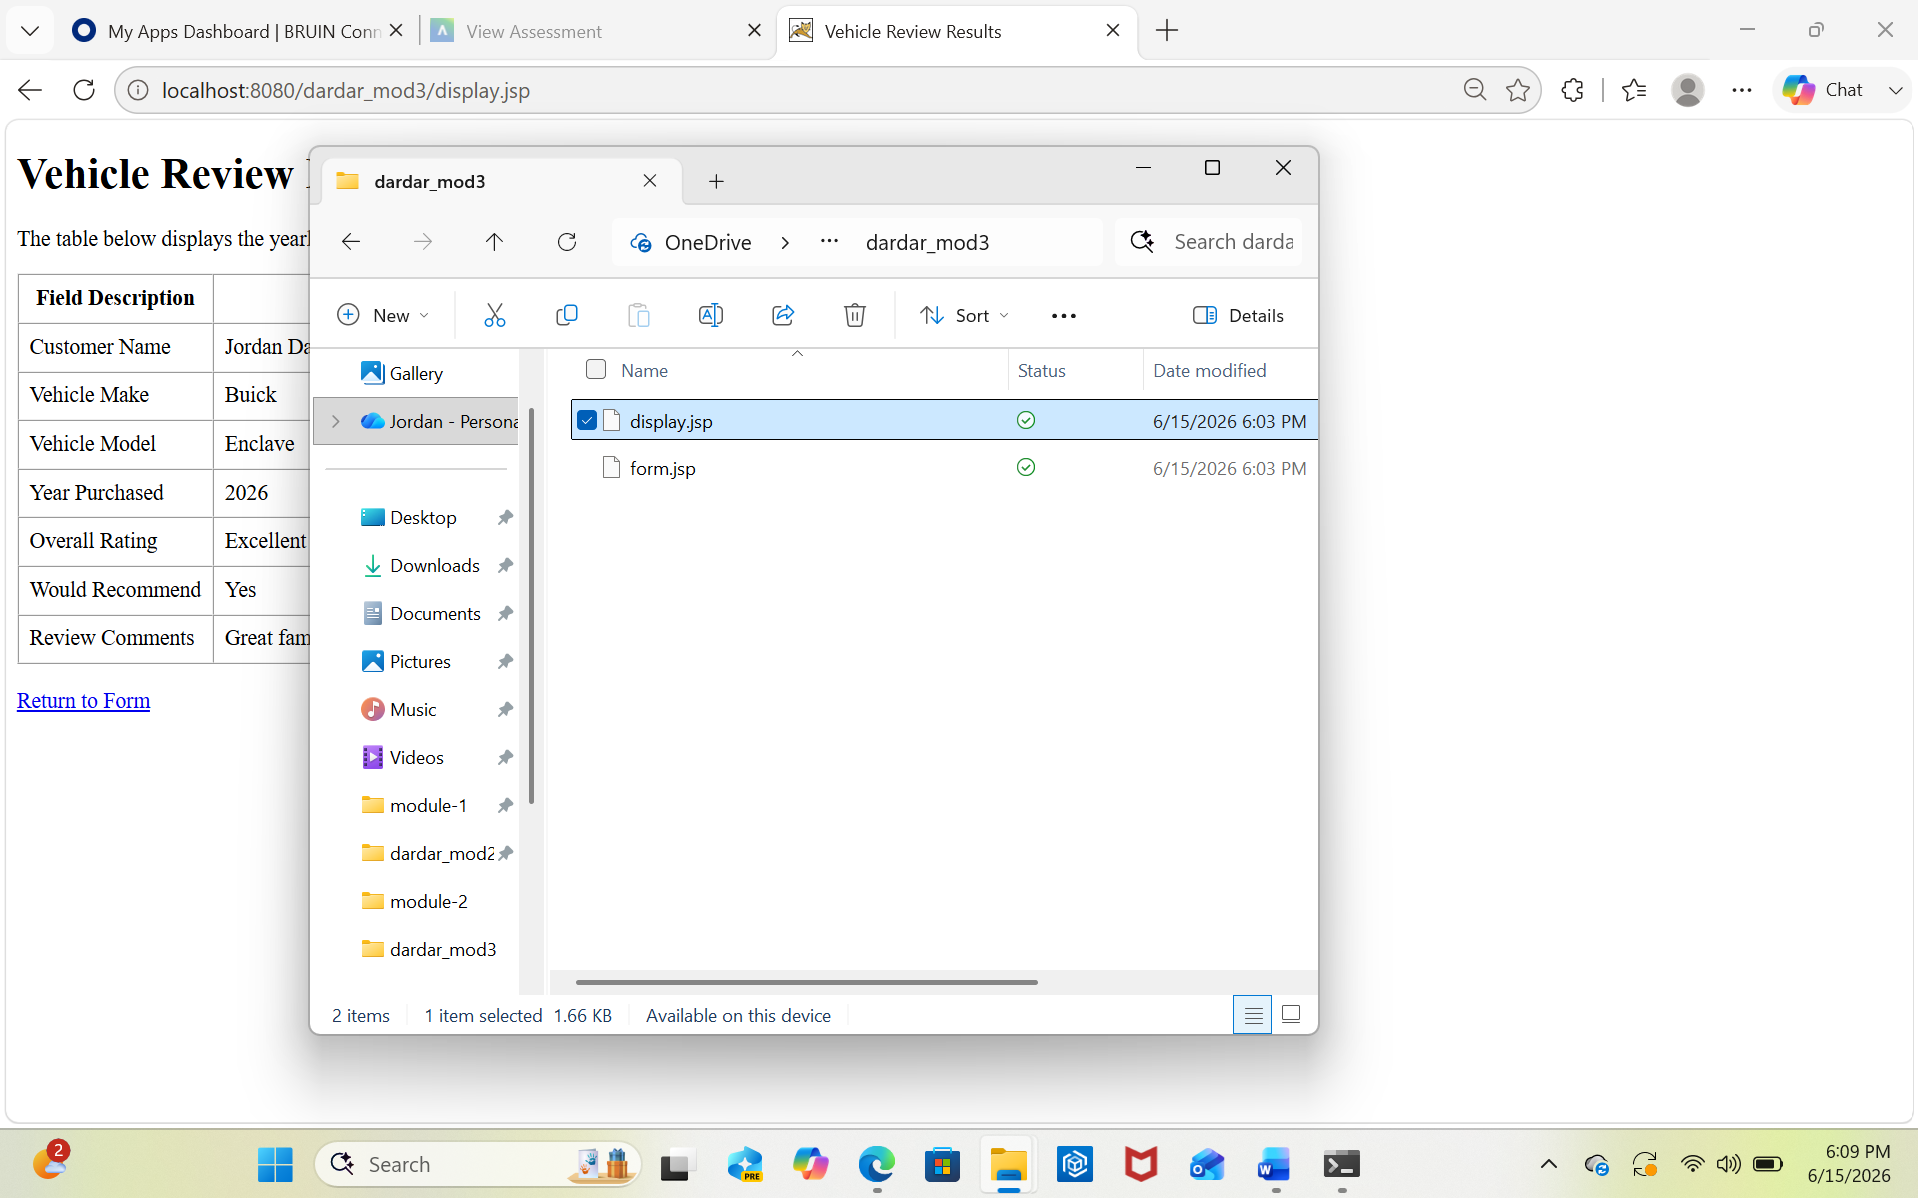 My Apps Dashboard | BRUIN Conn
View Assessment
Vehicle Review Results
localhost:8080/dardar_mod3/display.jsp
Chat
Vehicle Review
The table below displays the year
Field Description
Customer Name Jordan Da
Vehicle Make Buick
Vehicle Model Enclave
Year Purchased 2026
Overall Rating Excellent
Would Recommend Yes
Review Comments Great fam
Return to Form
dardar_mod3
OneDrive > ... dardar_mod3
Search darda
New
Sort
Details
Gallery
Jordan - Persona
Desktop
Downloads
Documents
Pictures
Music
Videos
module-1
dardar_mod2
module-2
dardar_mod3
Name Status Date modified
display.jsp 6/15/2026 6:03 PM
form.jsp 6/15/2026 6:03 PM
2 items 1 item selected 1.66 KB Available on this device
2
Search
PRE
6:09 PM
6/15/2026